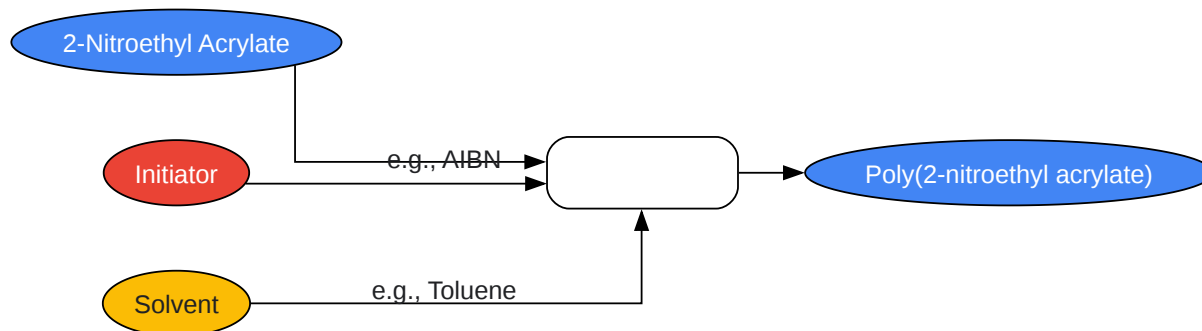 2-Nitroethyl Acrylate
e.g., AIBN
Initiator
Poly(2-nitroethyl acrylate)
e.g., Toluene
Solvent